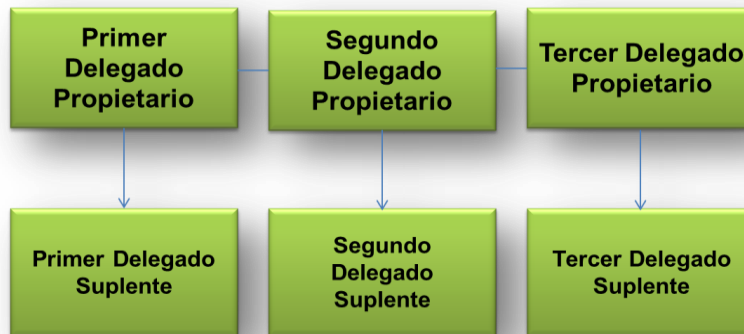 Primer
Delegado
Propietario
Segundo
Delegado
Propietario
Tercer Delegado
Propietario
Primer Delegado
Suplente
Segundo
Delegado
Suplente
Tercer Delegado
Suplente